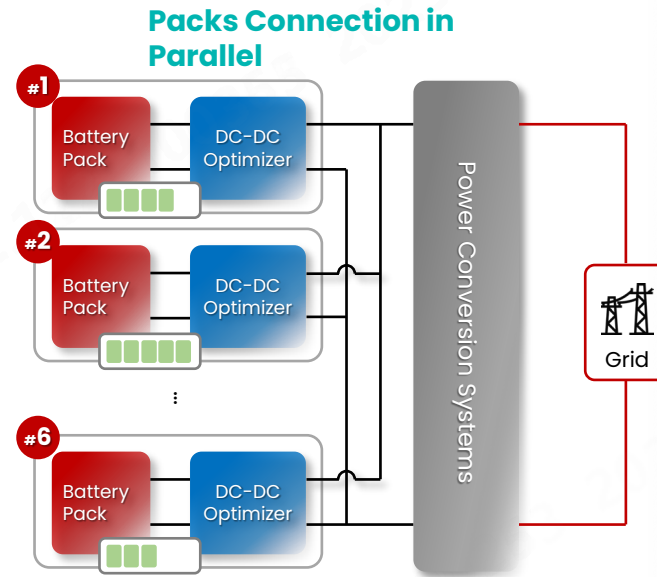 Packs Connection in
Parallel
#1
Battery
Pack
DC-DC
Optimizer
#2
Battery
Pack
DC-DC
Optimizer
Power Conversion Systems
Grid
#6
Battery
Pack
DC-DC
Optimizer